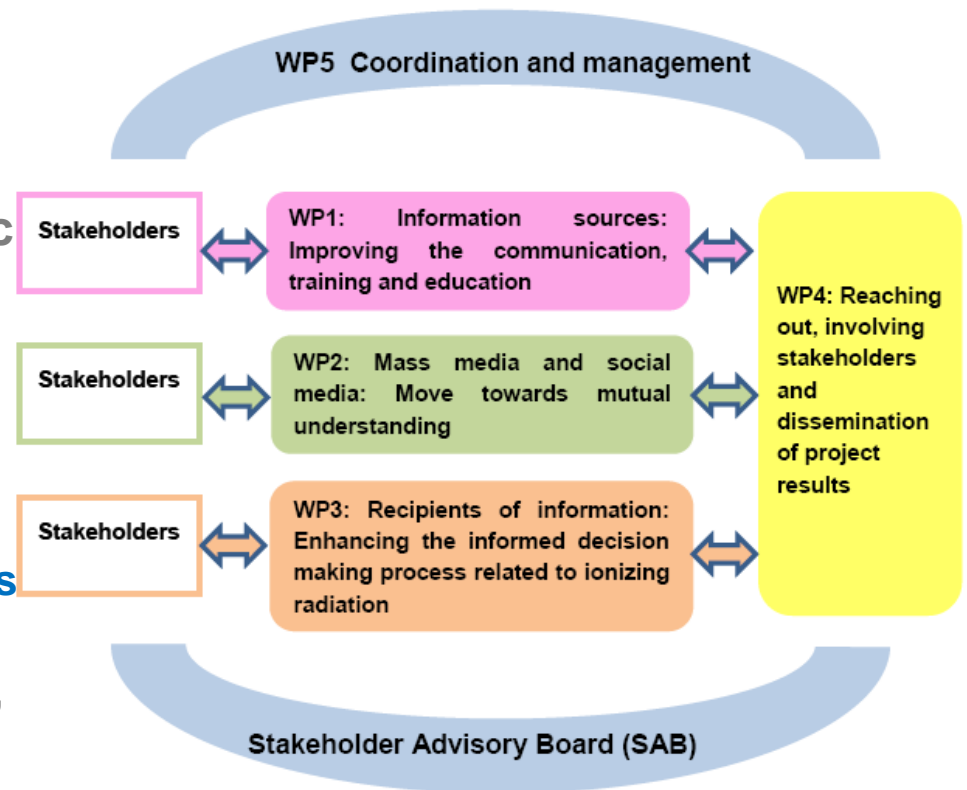 WP5 Coordination and management
c
Stakeholders
WP1: Information sources:
Improving the communication,
training and education
Stakeholders
WP2: Mass media and social
media: Move towards mutual
understanding
Stakeholders
WP3: Recipients of information:
Enhancing the informed decision
making process related to ionizing
radiation
s
WP4: Reaching
out, involving
stakeholders
and
dissemination
of project
results
Stakeholder Advisory Board (SAB)